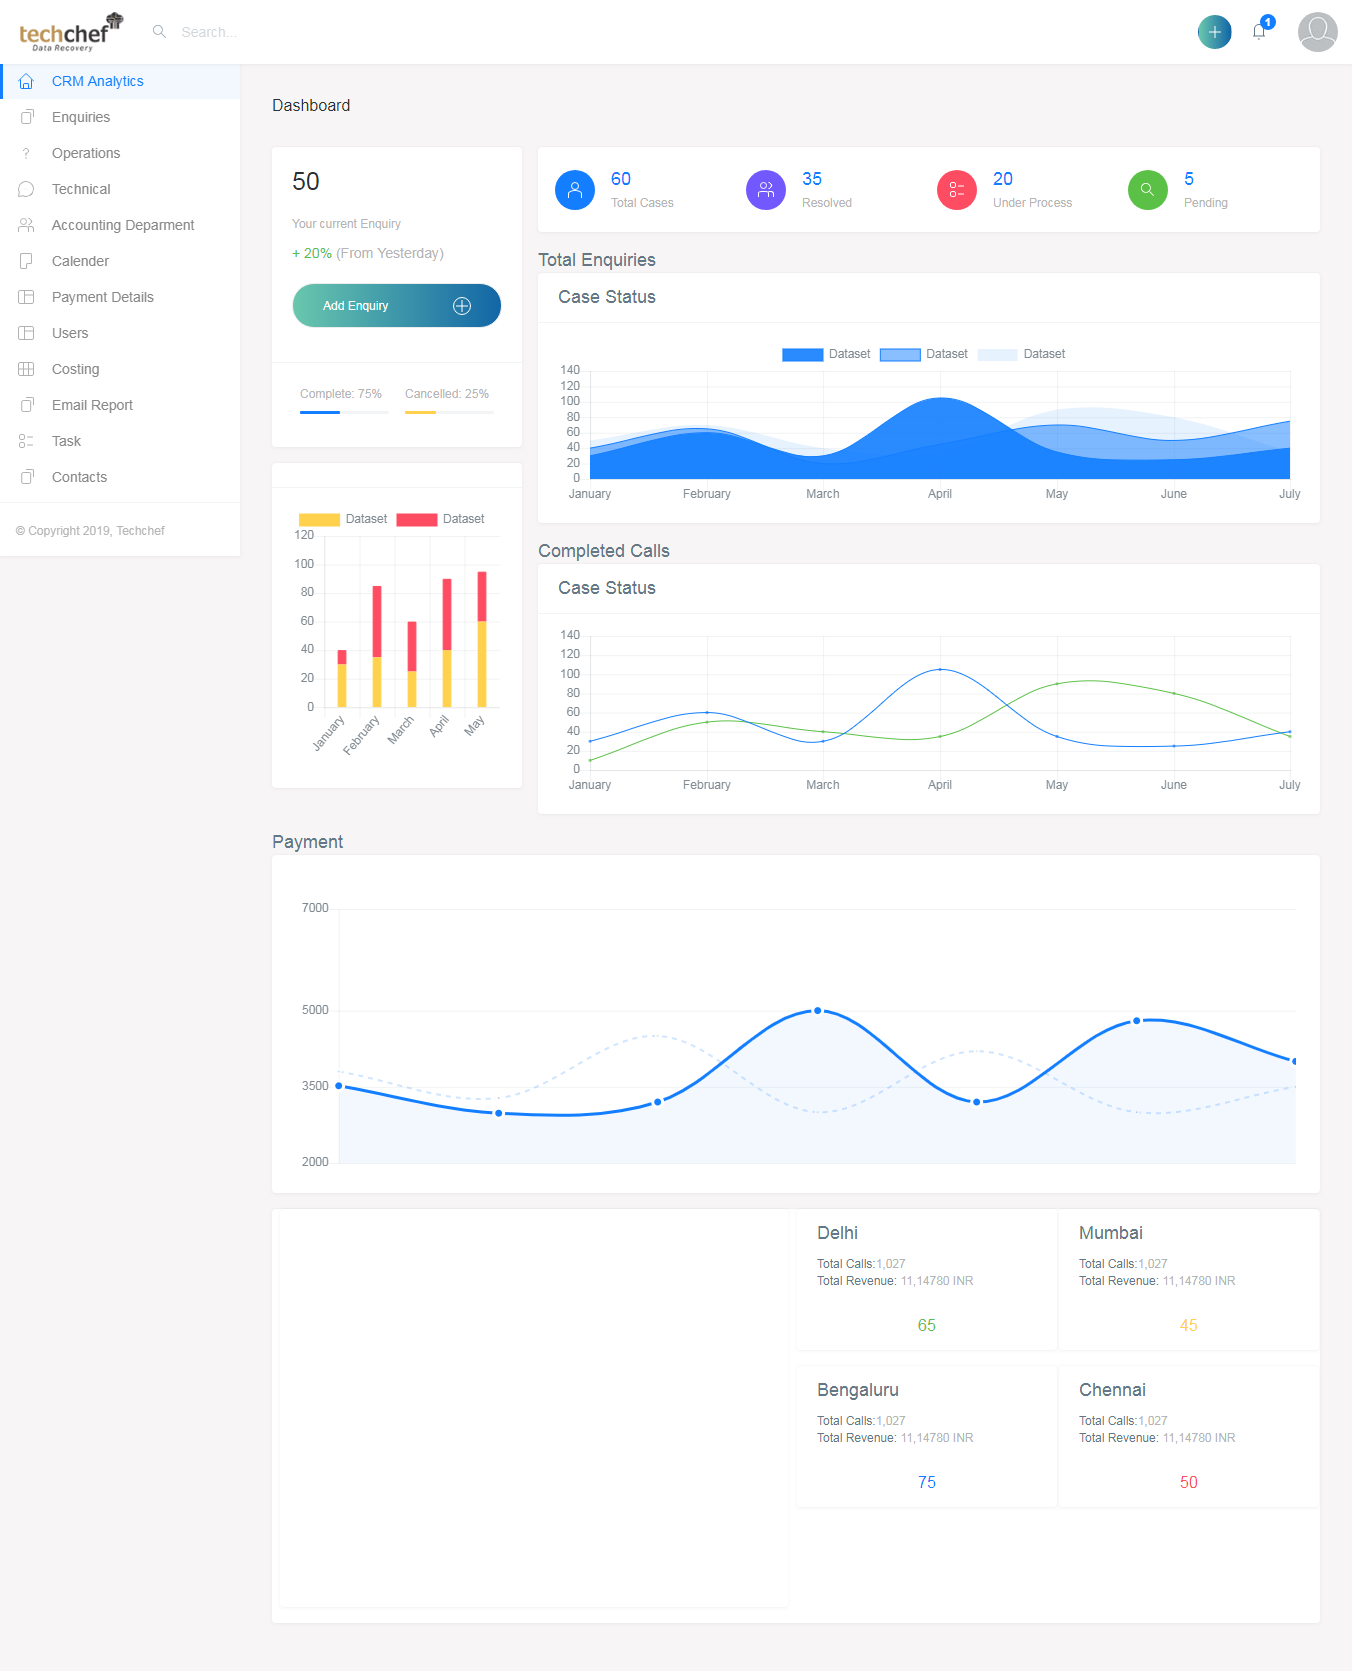 techchef
Data Recovery
Search...
1
CRM Analytics
Enquiries
Operations
Technical
Accounting Deparment
Calender
Payment Details
Users
Costing
Email Report
Task
Contacts
© Copyright 2019, Techchef
Dashboard
50
Your current Enquiry
+ 20% (From Yesterday)
Add Enquiry
Complete: 75% Cancelled: 25%
Dataset Dataset
120
100
80
60
40
20
0
January February March April May
60
Total Cases
35
Resolved
20
Under Process
5
Pending
Total Enquiries
Case Status
Dataset Dataset Dataset
140
120
100
80
60
40
20
0
January February March April May June July
Completed Calls
Case Status
140
120
100
80
60
40
20
0
January February March April May June July
Payment
7000
5000
3500
2000
Delhi
Total Calls:1,027
Total Revenue: 11,14780 INR
65
Mumbai
Total Calls:1,027
Total Revenue: 11,14780 INR
45
Bengaluru
Total Calls:1,027
Total Revenue: 11,14780 INR
75
Chennai
Total Calls:1,027
Total Revenue: 11,14780 INR
50